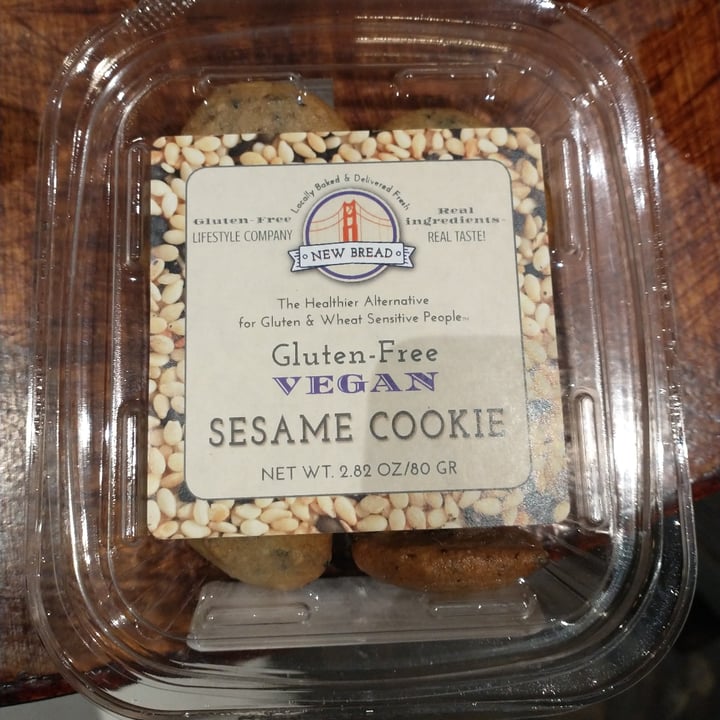 Locally Baked & Delivered Fresh
Gluten-Free
LIFESTYLE COMPANY
Real
ingredients-
REAL TASTE!
NEW BREAD
The Healthier Alternative
for Gluten & Wheat Sensitive People™
Gluten-Free
VEGAN
SESAME COOKIE
NET WT. 2.82 OZ/80 GR